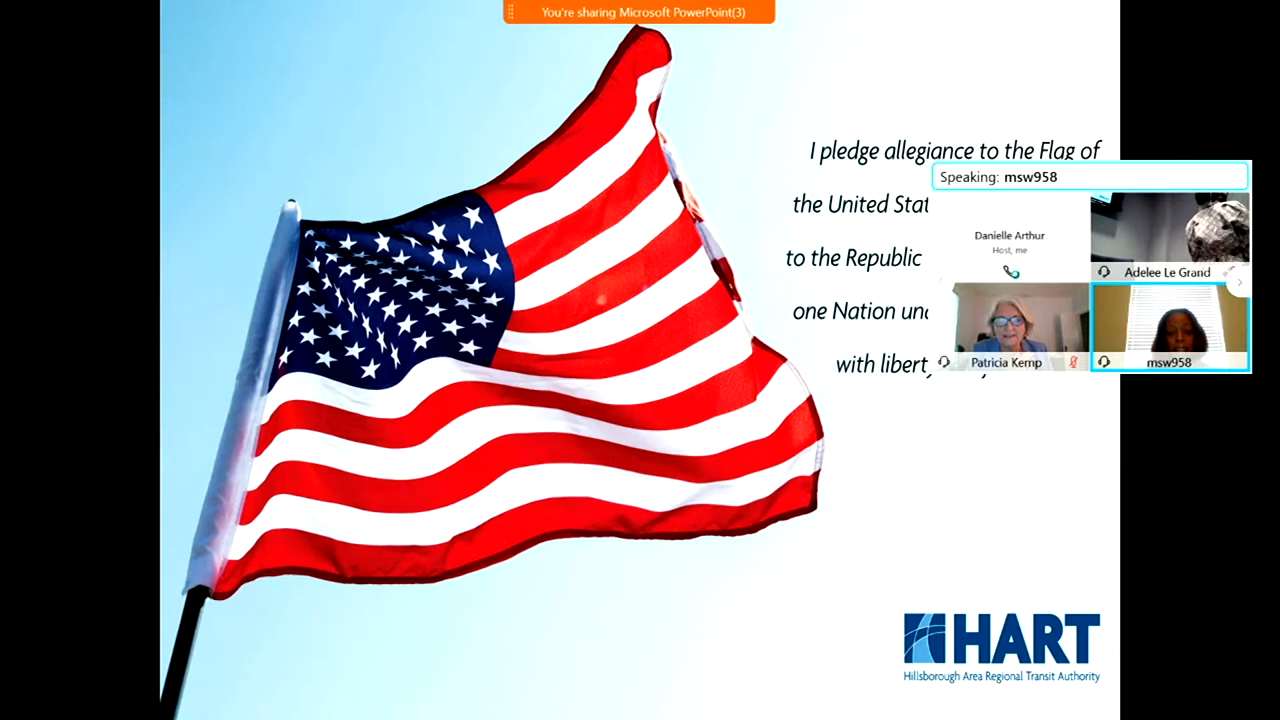 You're sharing Microsoft PowerPoint(3)
I pledge allegiance to the Flag of
the United Stat
to the Republic
one Nation und
with liberty
Speaking: msw958
Danielle Arthur
Host, me
Adelee Le Grand
Patricia Kemp
msw958
HART
Hillsborough Area Regional Transit Authority